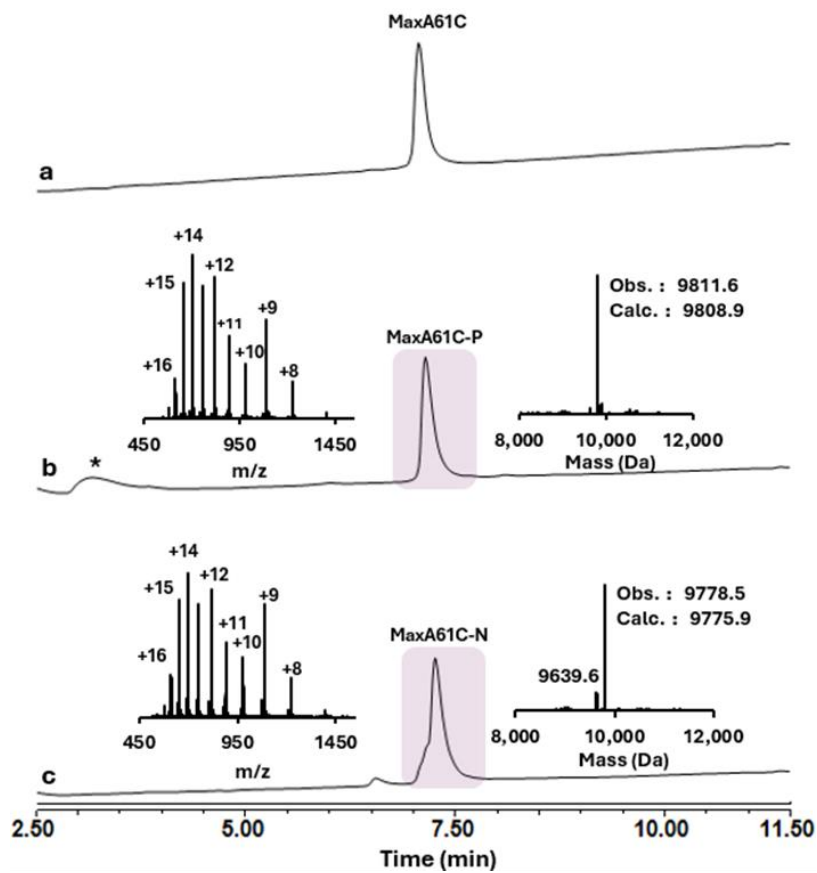 MaxA61C
a
+14
+15
+12
+16
+11
+10
+9
+8
450
950
1450
m/z
MaxA61C-P
Obs. : 9811.6
Calc. : 9808.9
8,000
10,000
12,000
Mass (Da)
b
*
+14
+15
+12
+16
+11
+10
+9
+8
450
950
1450
m/z
MaxA61C-N
Obs. : 9778.5
Calc. : 9775.9
9639.6
8,000
10,000
12,000
Mass (Da)
c
2.50
5.00
7.50
10.00
11.50
Time (min)